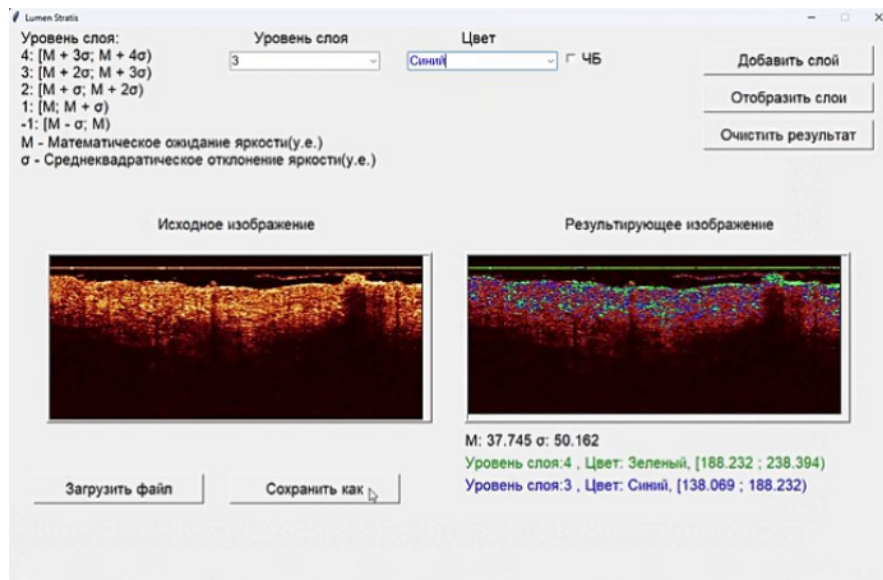 Lumen Stratis
Уровень слоя:
4: [M + 3σ; M + 4σ)
3: [M + 2σ; M + 3σ)
2: [M + σ; M + 2σ)
1: [M; M + σ)
-1: [M - σ; M)
M - Математическое ожидание яркости(у.е.)
σ - Среднеквадратическое отклонение яркости(у.е.)
Уровень слоя
3
Цвет
Синий
ЧБ
Добавить слой
Отобразить слои
Очистить результат
Исходное изображение
Результирующее изображение
M: 37.745 σ: 50.162
Уровень слоя:4 , Цвет: Зеленый, [188.232 ; 238.394)
Уровень слоя:3 , Цвет: Синий, [138.069 ; 188.232)
Загрузить файл
Сохранить как